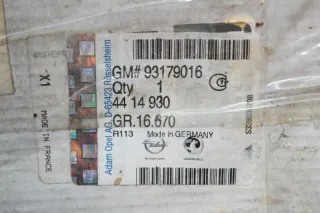 GM# 93179016
Qty 1
44 14 930
GR.16.670
R113 Made in GERMANY
Adam Opel AG, D-65423 Rüsselsheim
-X1
MADE IN FRANCE